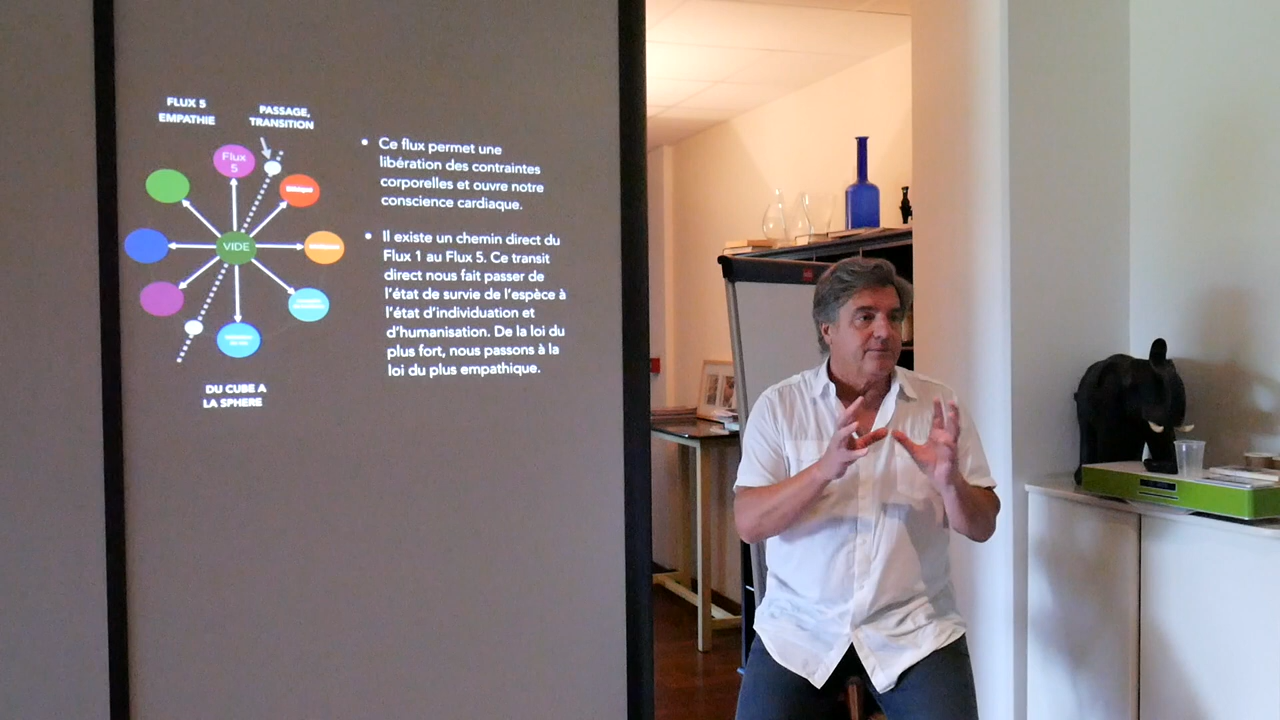 FLUX 5
EMPATHIE
PASSAGE,
TRANSITION
Flux
5
VIDE
DU CUBE A
LA SPHERE
• Ce flux permet une
libération des contraintes
corporelles et ouvre notre
conscience cardiaque.
• Il existe un chemin direct du
Flux 1 au Flux 5. Ce transit
direct nous fait passer de
l'état de survie de l'espèce à
l'état d'individuation et
d'humanisation. De la loi du
plus fort, nous passons à la
loi du plus empathique.